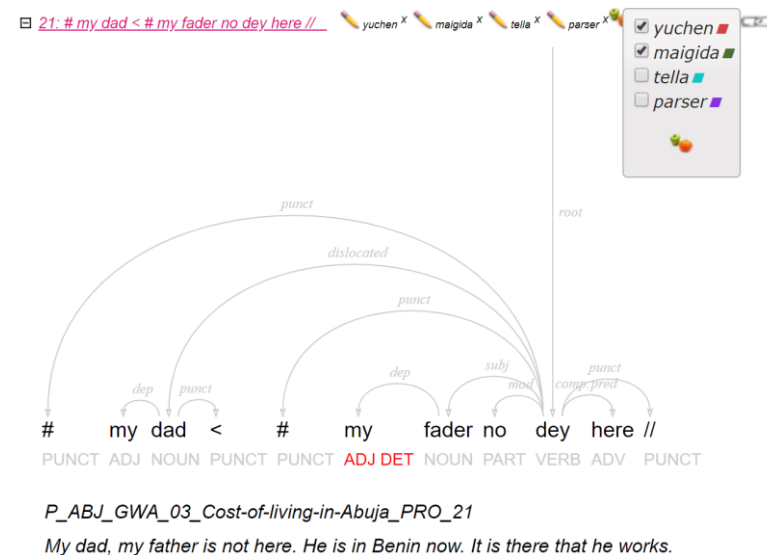 21: # my dad < # my fader no dey here // yuchen x maigida x tella x parser x
yuchen
maigida
tella
parser
root
punct
dislocated
punct
dep punct dep subj mod comp:pred punct
# my dad < # my fader no dey here //
PUNCT ADJ NOUN PUNCT PUNCT ADJ DET NOUN PART VERB ADV PUNCT
P_ABJ_GWA_03_Cost-of-living-in-Abuja_PRO_21
My dad, my father is not here. He is in Benin now. It is there that he works.